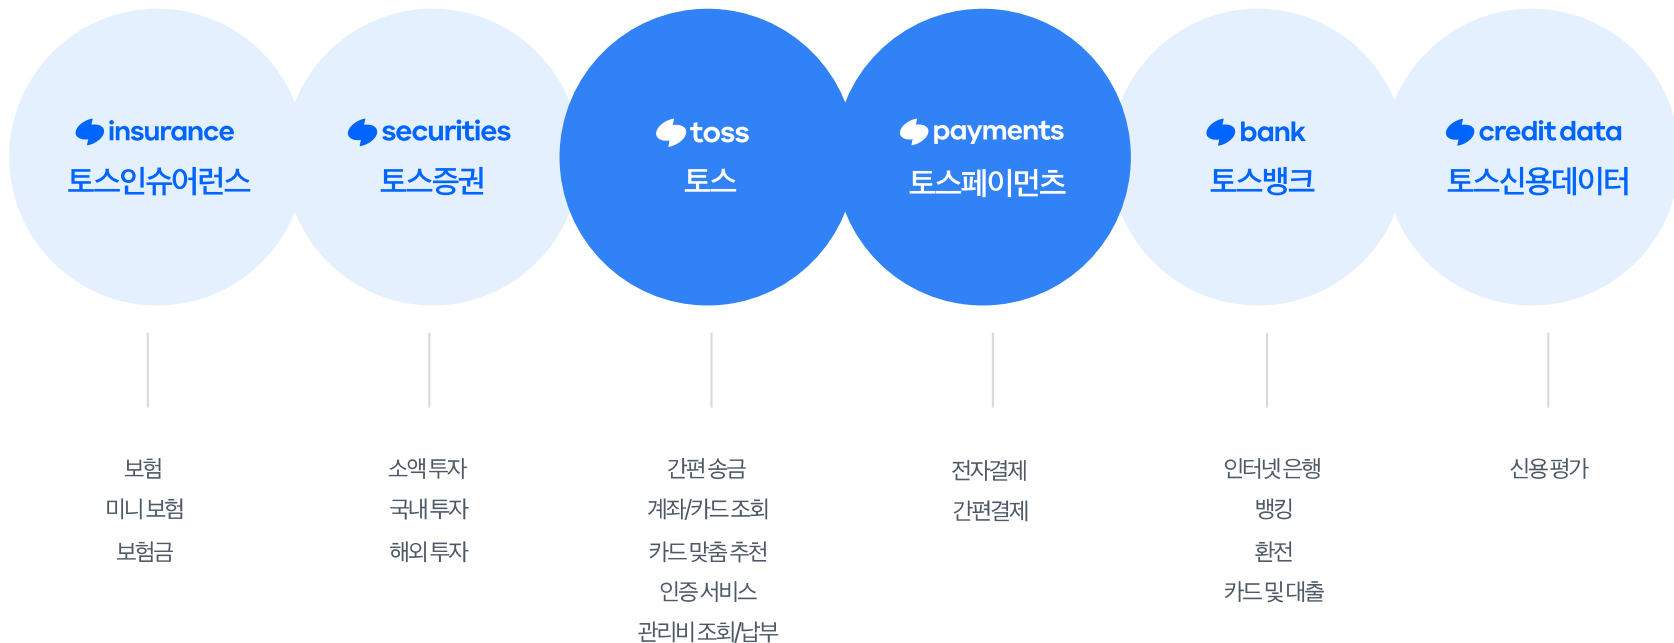 insurance
토스인슈어런스
securities
토스증권
toss
토스
payments
토스페이먼츠
bank
토스뱅크
credit data
토스신용데이터
보험
미니 보험
보험금
소액 투자
국내 투자
해외 투자
간편 송금
계좌/카드 조회
카드 맞춤 추천
인증 서비스
관리비 조회/납부
전자결제
간편결제
인터넷 은행
뱅킹
환전
카드 및 대출
신용 평가